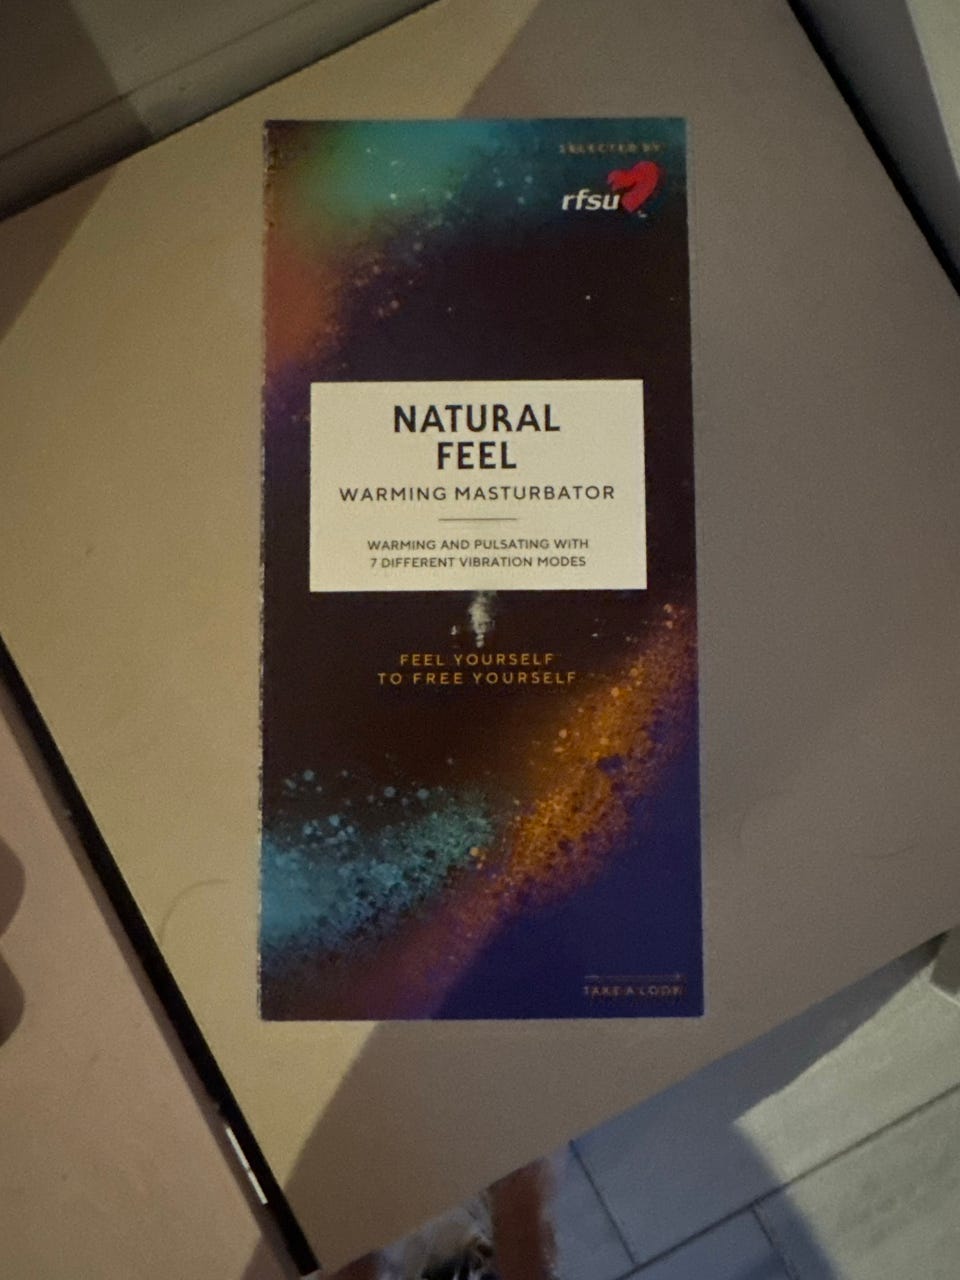 SELECTED BY
rfsu
NATURAL
FEEL
WARMING MASTURBATOR
WARMING AND PULSATING WITH
7 DIFFERENT VIBRATION MODES
FEEL YOURSELF
TO FREE YOURSELF
TAKE A LOOK